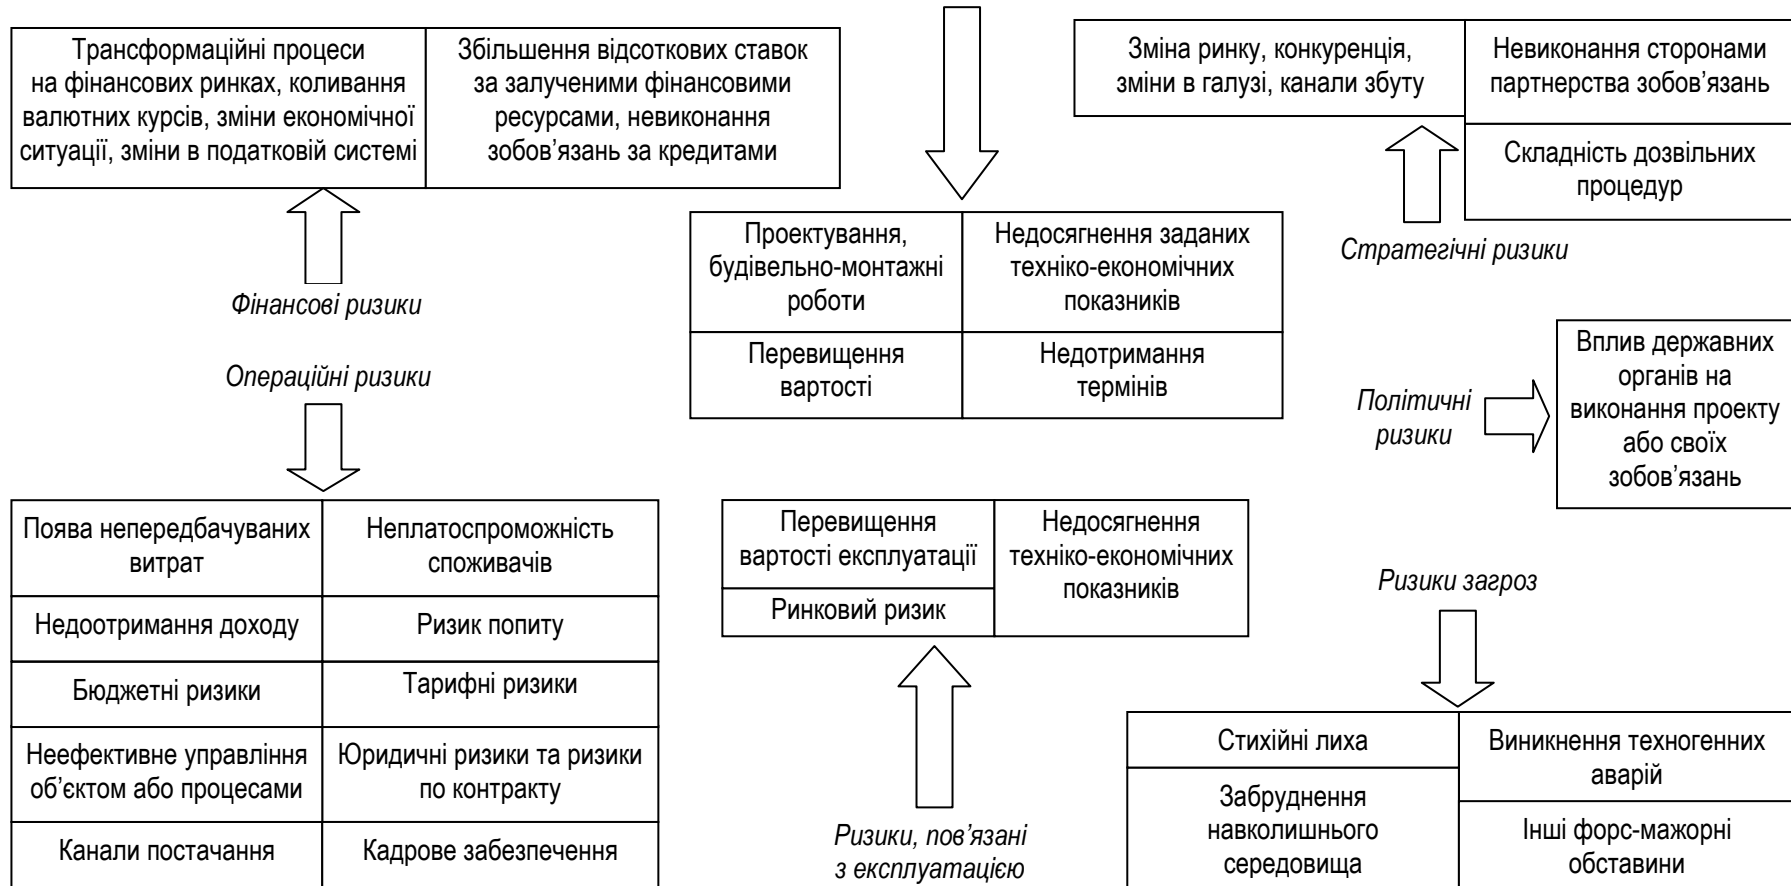 Трансформаційні процеси
на фінансових ринках, коливання
валютних курсів, зміни економічної
ситуації, зміни в податковій системі
Збільшення відсоткових ставок
за залученими фінансовими
ресурсами, невиконання
зобов'язань за кредитами
Зміна ринку, конкуренція,
зміни в галузі, канали збуту
Невиконання сторонами
партнерства зобов'язань
Складність дозвільних
процедур
Стратегічні ризики
Фінансові ризики
Проектування,
будівельно-монтажні
роботи
Недосягнення заданих
техніко-економічних
показників
Перевищення
вартості
Недотримання
термінів
Операційні ризики
Політичні
ризики
Вплив державних
органів на
виконання проекту
або своїх
зобов'язань
Поява непередбачуваних
витрат
Неплатоспроможність
споживачів
Недоотримання доходу
Ризик попиту
Бюджетні ризики
Тарифні ризики
Неефективне управління
об'єктом або процесами
Юридичні ризики та ризики
по контракту
Канали постачання
Кадрове забезпечення
Перевищення
вартості експлуатації
Недосягнення
техніко-економічних
показників
Ринковий ризик
Ризики, пов'язані
з експлуатацією
Ризики загроз
Стихійні лиха
Виникнення техногенних
аварій
Забруднення
навколишнього
середовища
Інші форс-мажорні
обставини